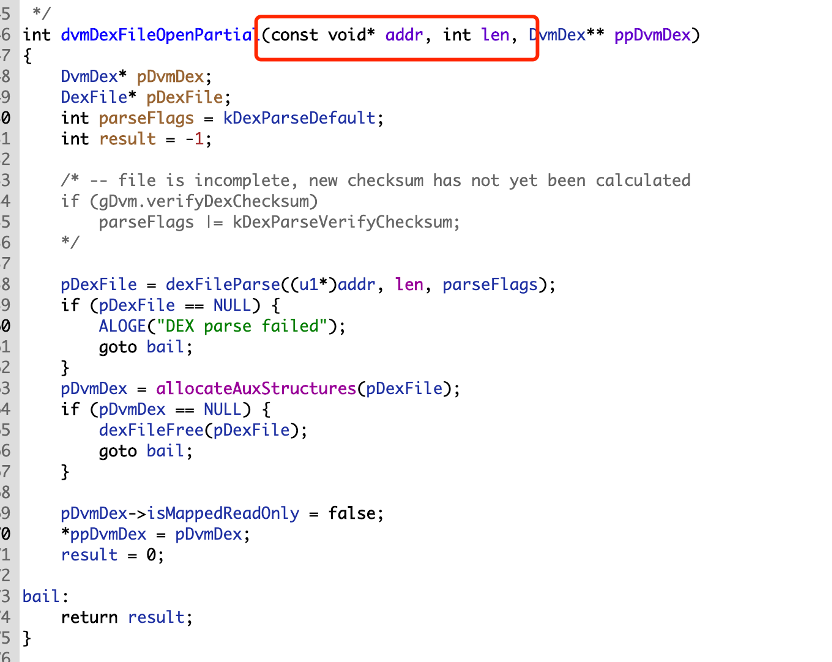 5  */
6 int dvmDexFileOpenPartial(const void* addr, int len, DvmDex** ppDvmDex)
7 {
8     DvmDex* pDvmDex;
9     DexFile* pDexFile;
0     int parseFlags = kDexParseDefault;
1     int result = -1;
2
3     /* -- file is incomplete, new checksum has not yet been calculated
4     if (gDvm.verifyDexChecksum)
5         parseFlags |= kDexParseVerifyChecksum;
6     */
7
8     pDexFile = dexFileParse((u1*)addr, len, parseFlags);
9     if (pDexFile == NULL) {
0         ALOGE("DEX parse failed");
1         goto bail;
2     }
3     pDvmDex = allocateAuxStructures(pDexFile);
4     if (pDvmDex == NULL) {
5         dexFileFree(pDexFile);
6         goto bail;
7     }
8
9     pDvmDex->isMappedReadOnly = false;
0     *ppDvmDex = pDvmDex;
1     result = 0;
2
3 bail:
4     return result;
5 }
6